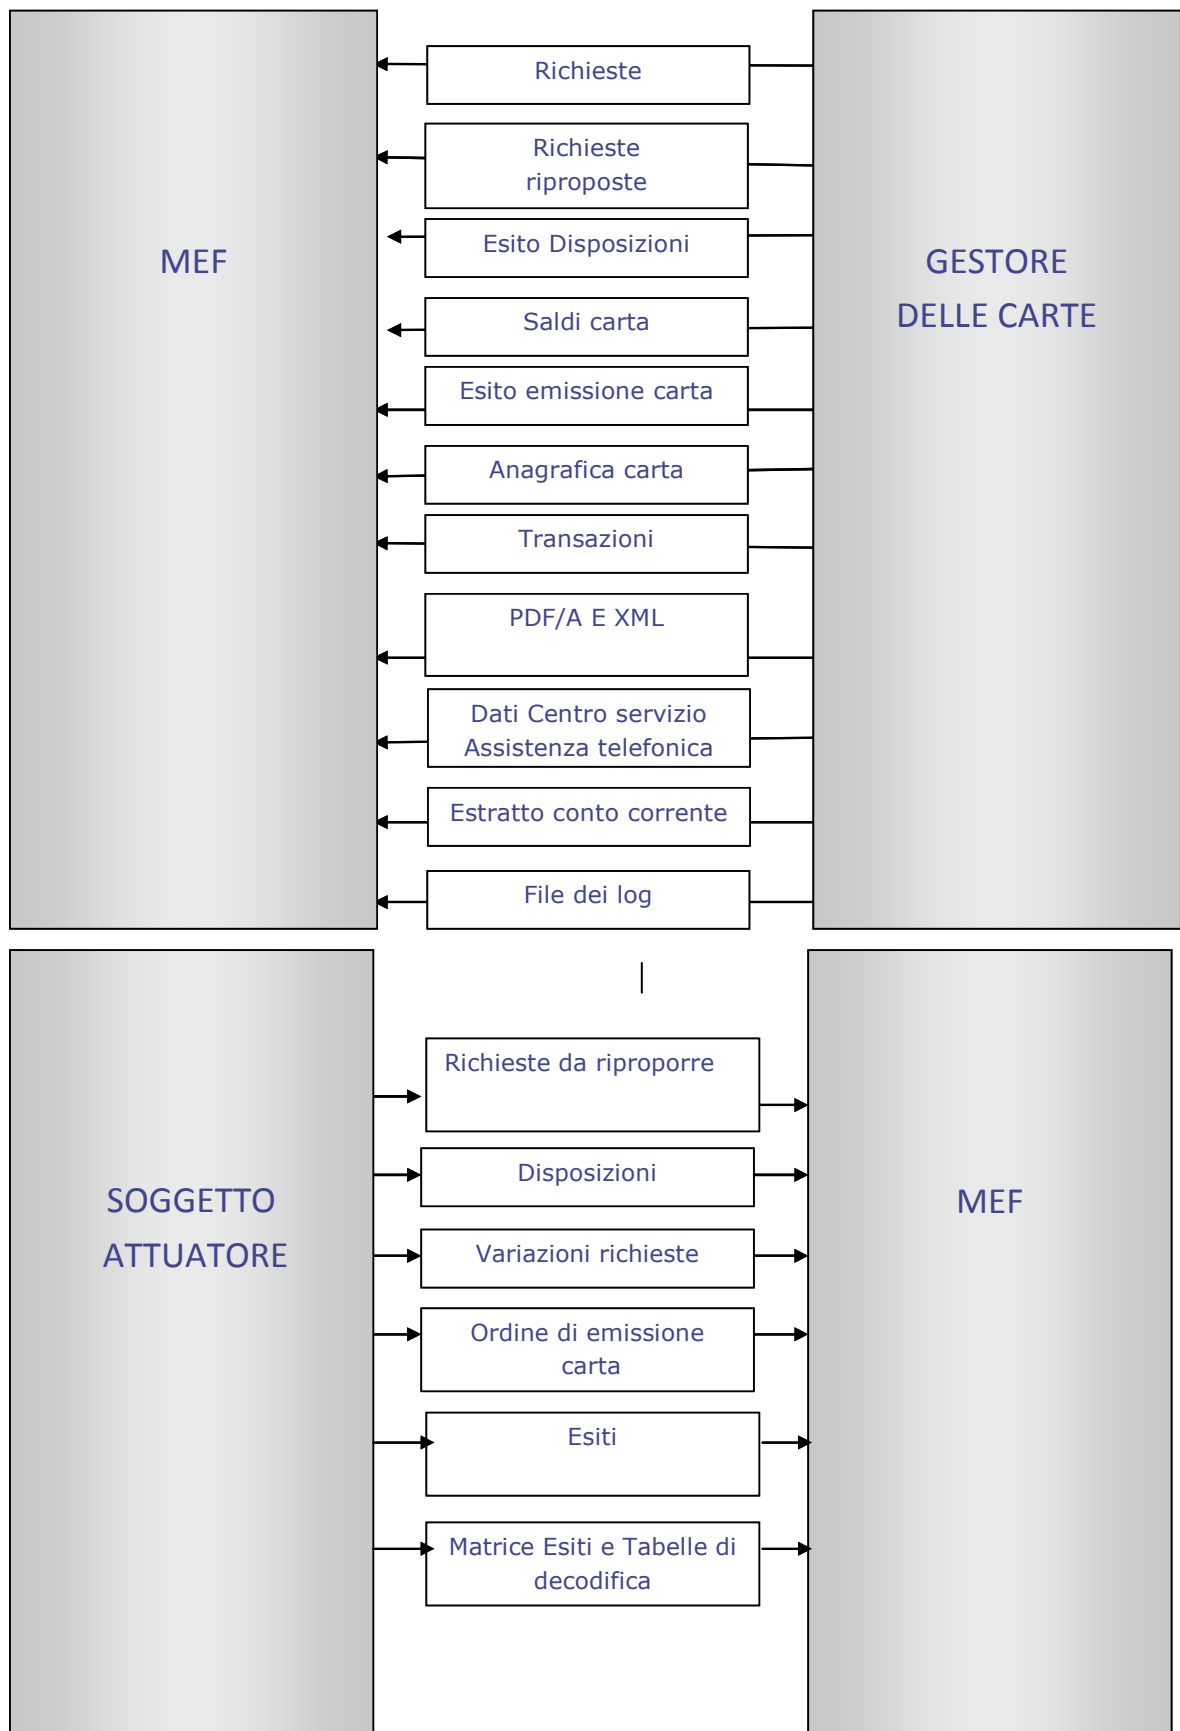 MEF
Richieste
Richieste
riproposte
Esito Disposizioni
Saldi carta
Esito emissione carta
Anagrafica carta
Transazioni
PDF/A E XML
Dati Centro servizio
Assistenza telefonica
Estratto conto corrente
File dei log
GESTORE
DELLE CARTE
SOGGETTO
ATTUATORE
Richieste da riproporre
Disposizioni
Variazioni richieste
Ordine di emissione
carta
Esiti
Matrice Esiti e Tabelle di
decodifica
MEF